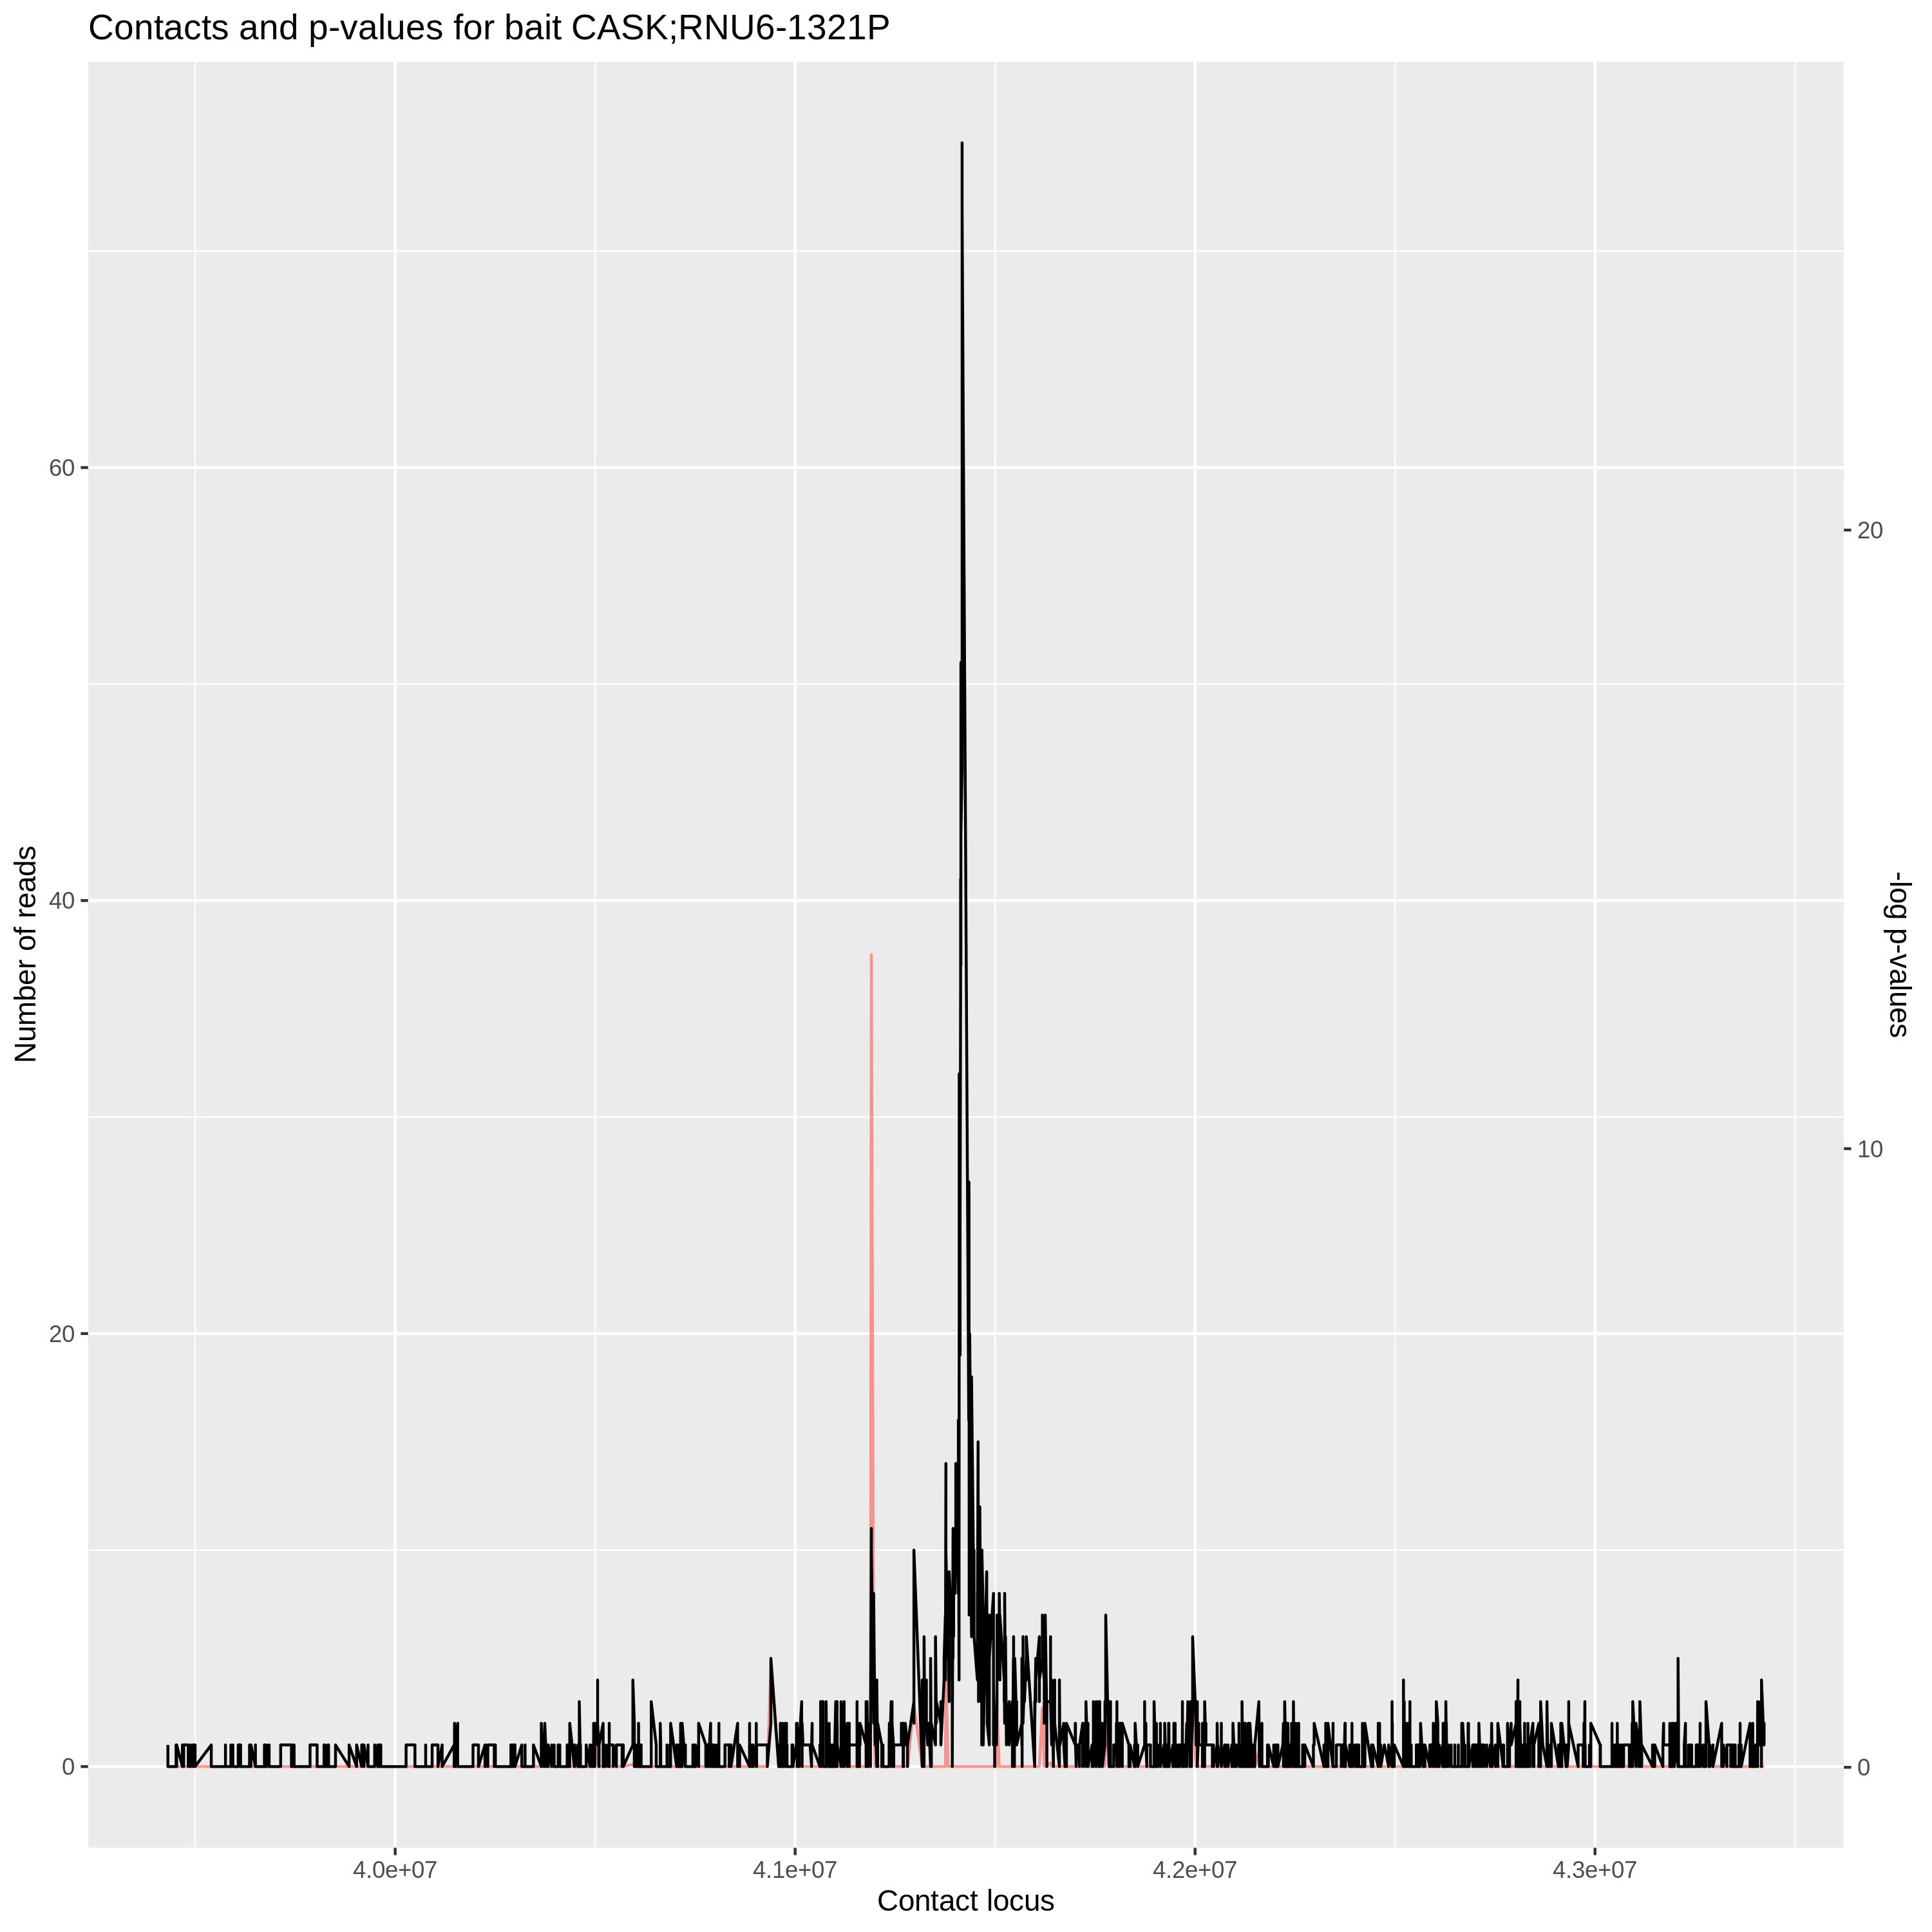 Contacts and p-values for bait CASK;RNU6-1321P
Number of reads
60
40
20
0
20
10
0
-log p-values
4.0e+07
4.1e+07
4.2e+07
4.3e+07
Contact locus